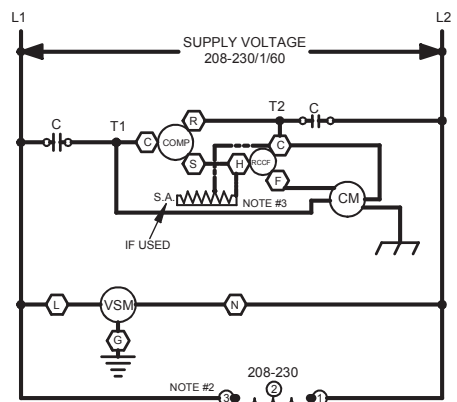 L1 L2
SUPPLY VOLTAGE
208-230/1/60
C T1 C COMP R S T2 C
C H RCCF F
S.A. NOTE #3 CM
IF USED
L VSM N
G
208-230
NOTE #2 3 2 1